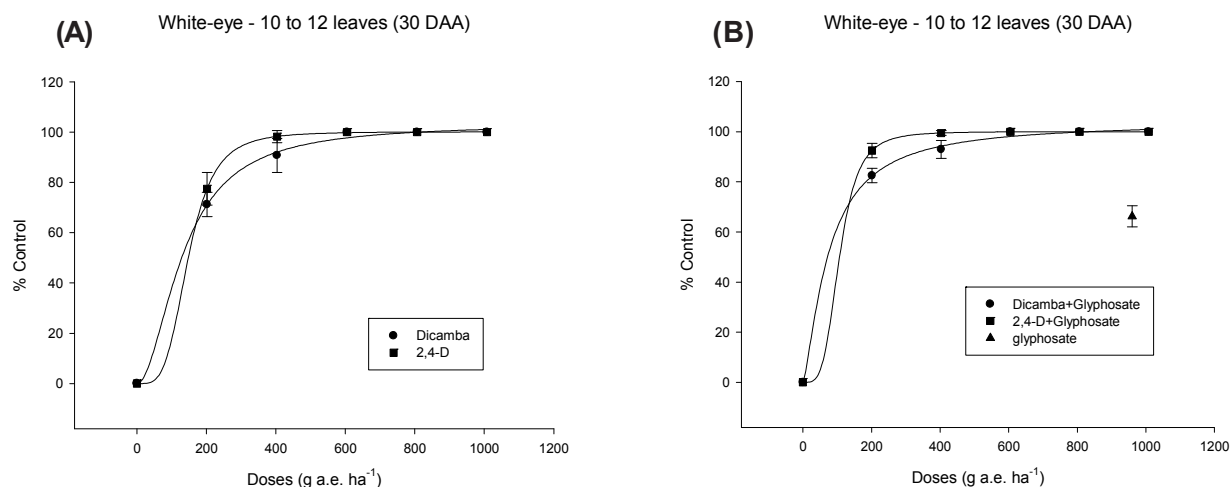 (A)
White-eye - 10 to 12 leaves (30 DAA)
120
100
80
60
40
20
0
% Control
Dicamba
2,4-D
0 200 400 600 800 1000 1200
Doses (g a.e. ha⁻¹)
(B)
White-eye - 10 to 12 leaves (30 DAA)
120
100
80
60
40
20
0
% Control
Dicamba+Glyphosate
2,4-D+Glyphosate
glyphosate
0 200 400 600 800 1000 1200
Doses (g a.e. ha⁻¹)